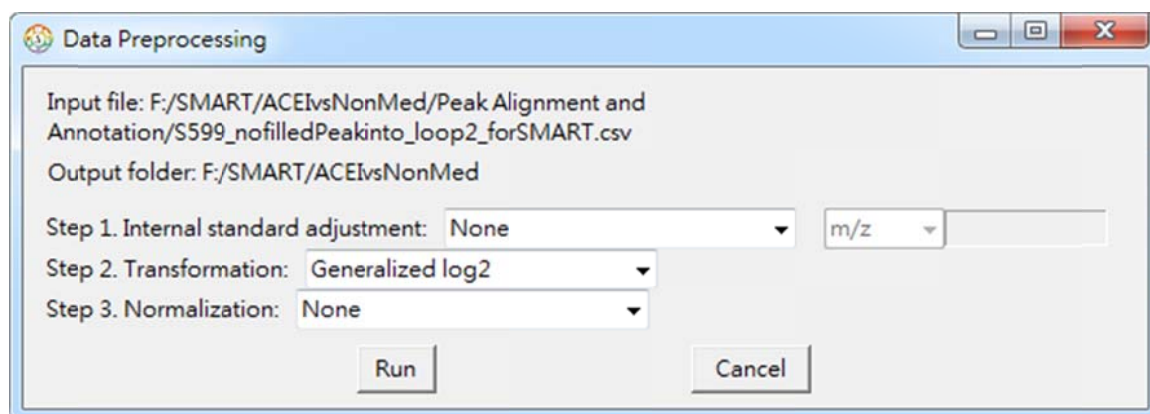 Data Preprocessing
Input file: F:/SMART/ACEIvsNonMed/Peak Alignment and
Annotation/S599_nofilledPeakinto_loop2_forSMART.csv
Output folder: F:/SMART/ACEIvsNonMed
Step 1. Internal standard adjustment: None m/z
Step 2. Transformation: Generalized log2
Step 3. Normalization: None
Run Cancel